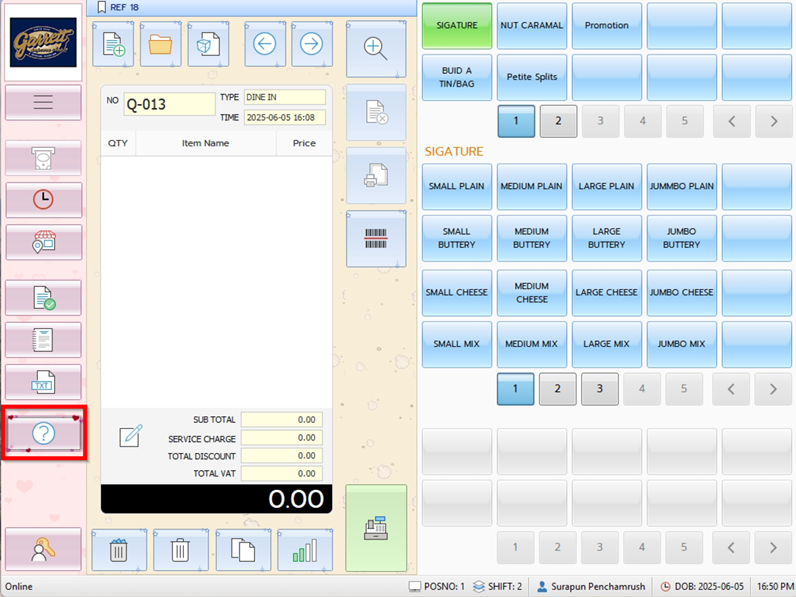 REF 18
Garrett
NO Q-013 TYPE DINE IN
TIME 2025-06-05 16:08
QTY Item Name Price
TXT
?
SUB TOTAL 0.00
SERVICE CHARGE 0.00
TOTAL DISCOUNT 0.00
TOTAL VAT 0.00
0.00
SIGATURE NUT CARAMAL Promotion
BUID A TIN/BAG Petite Splits
1 2 3 4 5 < >
SIGATURE
SMALL PLAIN MEDIUM PLAIN LARGE PLAIN JUMMBO PLAIN
SMALL BUTTERY MEDIUM BUTTERY LARGE BUTTERY JUMBO BUTTERY
SMALL CHEESE MEDIUM CHEESE LARGE CHEESE JUMBO CHEESE
SMALL MIX MEDIUM MIX LARGE MIX JUMBO MIX
1 2 3 4 5 < >
1 2 3 4 5 < >
Online POSNO: 1 SHIFT: 2 Surapun Penchamrush DOB: 2025-06-05 16:50 PM